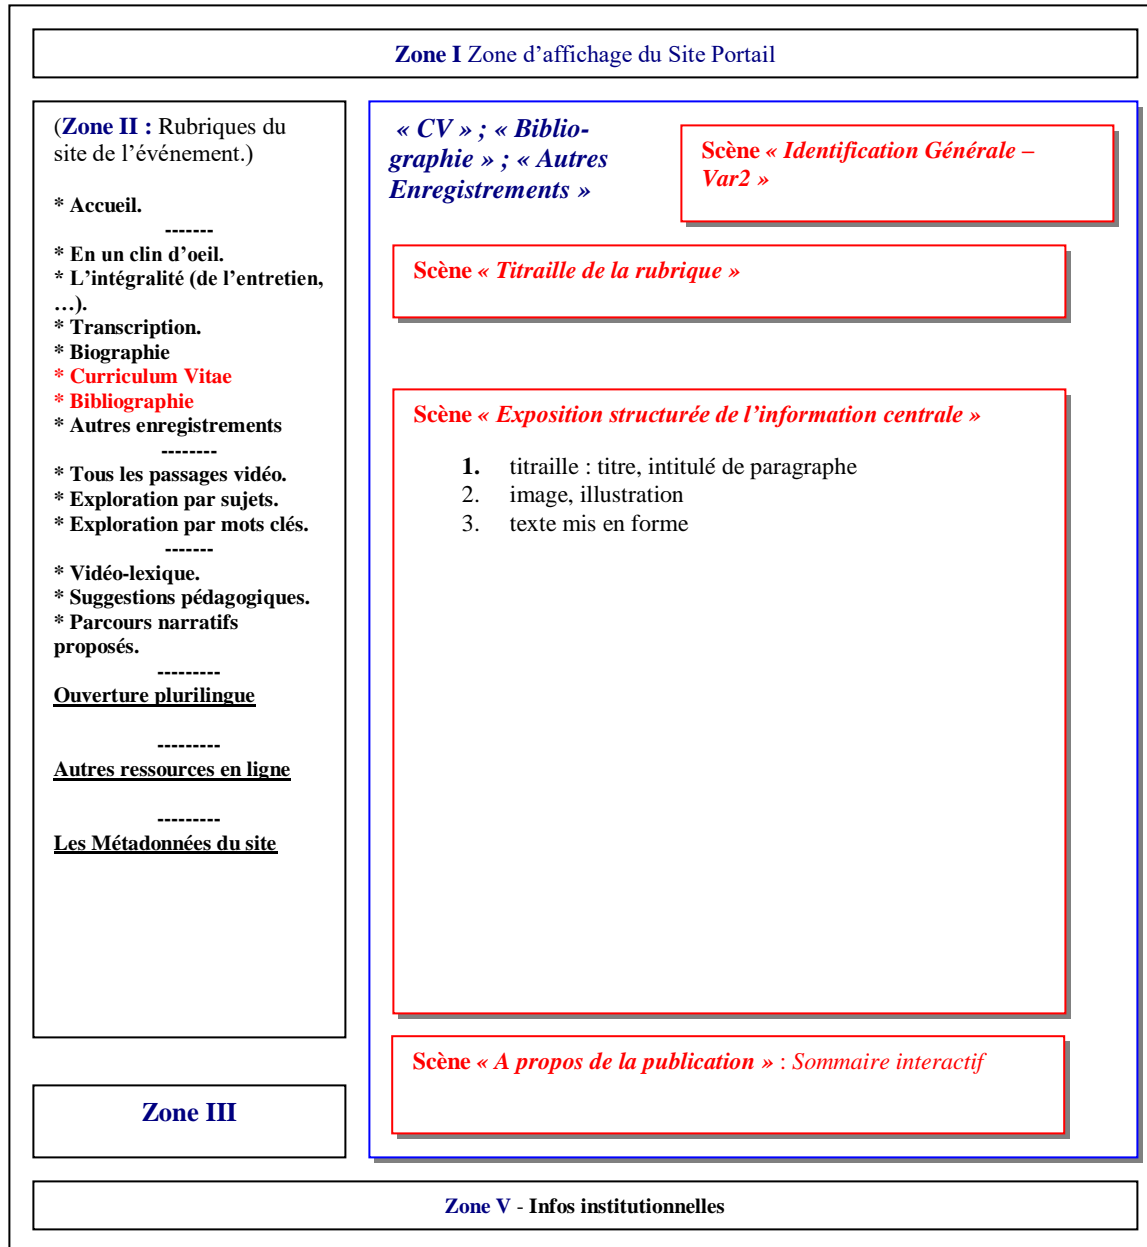 Zone I Zone d’affichage du Site Portail
(Zone II : Rubriques du
site de l’événement.)
* Accueil.
-------
* En un clin d’oeil.
* L’intégralité (de l’entretien,
…).
* Transcription.
* Biographie
* Curriculum Vitae
* Bibliographie
* Autres enregistrements
--------
* Tous les passages vidéo.
* Exploration par sujets.
* Exploration par mots clés.
-------
* Vidéo-lexique.
* Suggestions pédagogiques.
* Parcours narratifs
proposés.
---------
Ouverture plurilingue
---------
Autres ressources en ligne
---------
Les Métadonnées du site
Zone III
« CV » ; « Biblio-
graphie » ; « Autres
Enregistrements »
Scène « Identification Générale –
Var2 »
Scène « Titraille de la rubrique »
Scène « Exposition structurée de l’information centrale »
1. titraille : titre, intitulé de paragraphe
2. image, illustration
3. texte mis en forme
Scène « A propos de la publication » : Sommaire interactif
Zone V - Infos institutionnelles